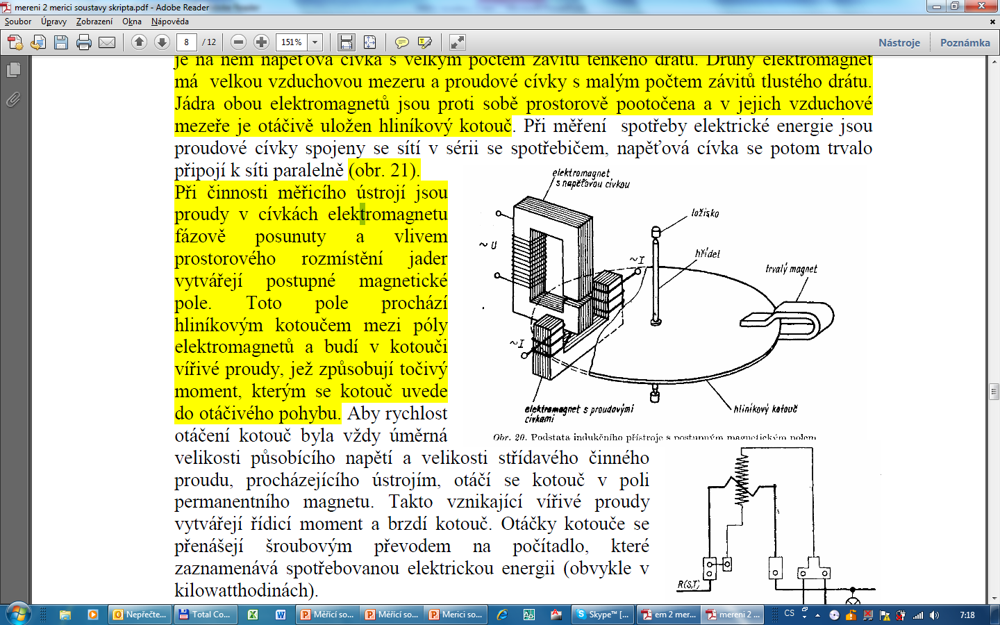 mereni 2 merici soustavy skripta.pdf - Adobe Reader
Soubor Úpravy Zobrazení Okna Nápověda
8 / 12 151% Nástroje Poznámka
je na něm napěťová cívka s velkým počtem závitů tenkého drátu. Druhý elektromagnet
má velkou vzduchovou mezeru a proudové cívky s malým počtem závitů tlustého drátu.
Jádra obou elektromagnetů jsou proti sobě prostorově pootočena a v jejich vzduchové
mezeře je otáčivě uložen hliníkový kotouč. Při měření spotřeby elektrické energie jsou
proudové cívky spojeny se sítí v sérii se spotřebičem, napěťová cívka se potom trvalo
připojí k síti paralelně (obr. 21).
Při činnosti měřicího ústrojí jsou
proudy v cívkách elektromagnetu
fázově posunuty a vlivem
prostorového rozmístění jader
vytvářejí postupné magnetické
pole. Toto pole prochází
hliníkovým kotoučem mezi póly
elektromagnetů a budí v kotouči
vířivé proudy, jež způsobují točivý
moment, kterým se kotouč uvede
do otáčivého pohybu. Aby rychlost
otáčení kotouč byla vždy úměrná
velikosti působícího napětí a velikosti střídavého činného
proudu, procházejícího ústrojím, otáčí se kotouč v poli
permanentního magnetu. Takto vznikající vířivé proudy
vytvářejí řídicí moment a brzdí kotouč. Otáčky kotouče se
přenášejí šroubovým převodem na počítadlo, které
zaznamenává spotřebovanou elektrickou energii (obvykle v
kilowatthodinách).
elektromagnet
s napěťovou cívkou
ložisko
~ U
~ I
hřídel
trvalý magnet
~ I
elektromagnet s proudovými
cívkami
hliníkový kotouč
Obr. 20. Podstata indukčního přístroje s postupným magnetickým polem
R(S,T)
Nepřečte... Total Co... Měřící so... Měřící so... Merici so... Skype™ [... em 2 mer... mereni 2 ... CS 7:18